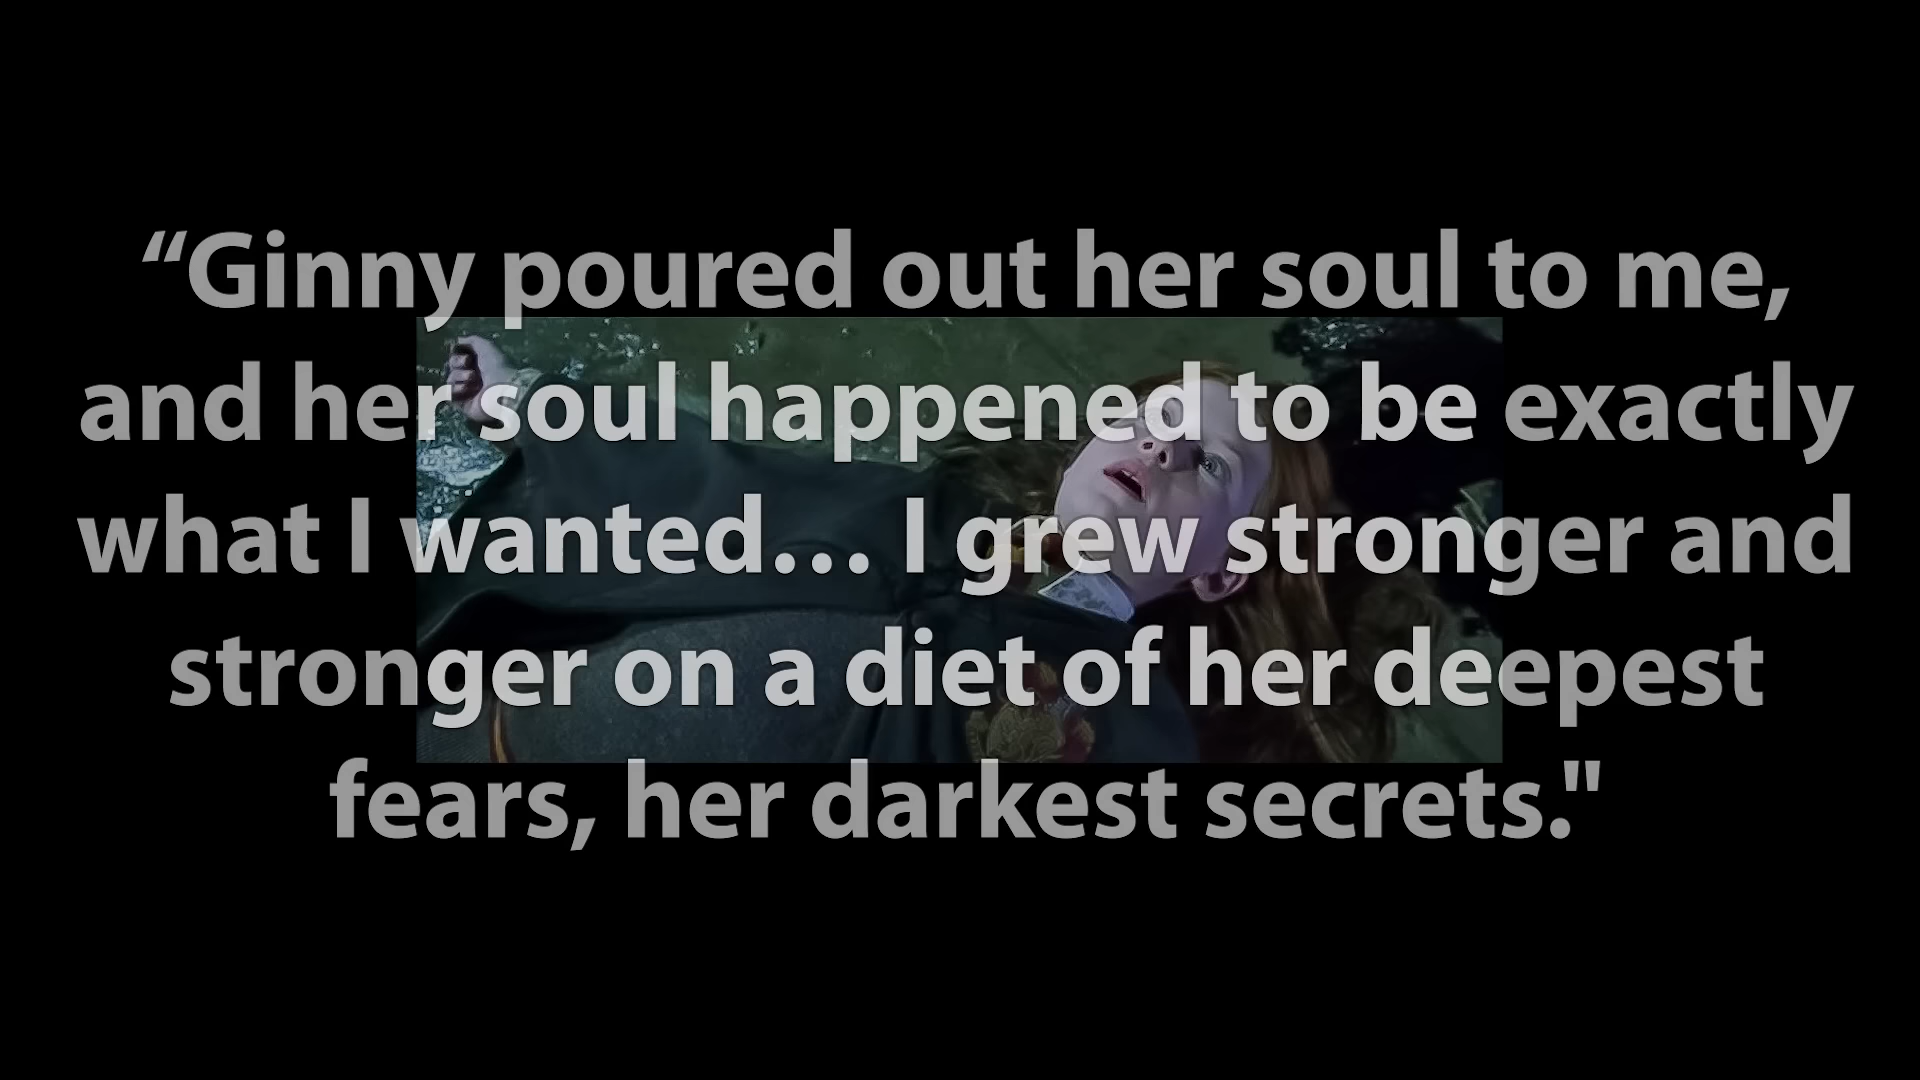 “Ginny poured out her soul to me,
and her soul happened to be exactly
what I wanted… I grew stronger and
stronger on a diet of her deepest
fears, her darkest secrets."